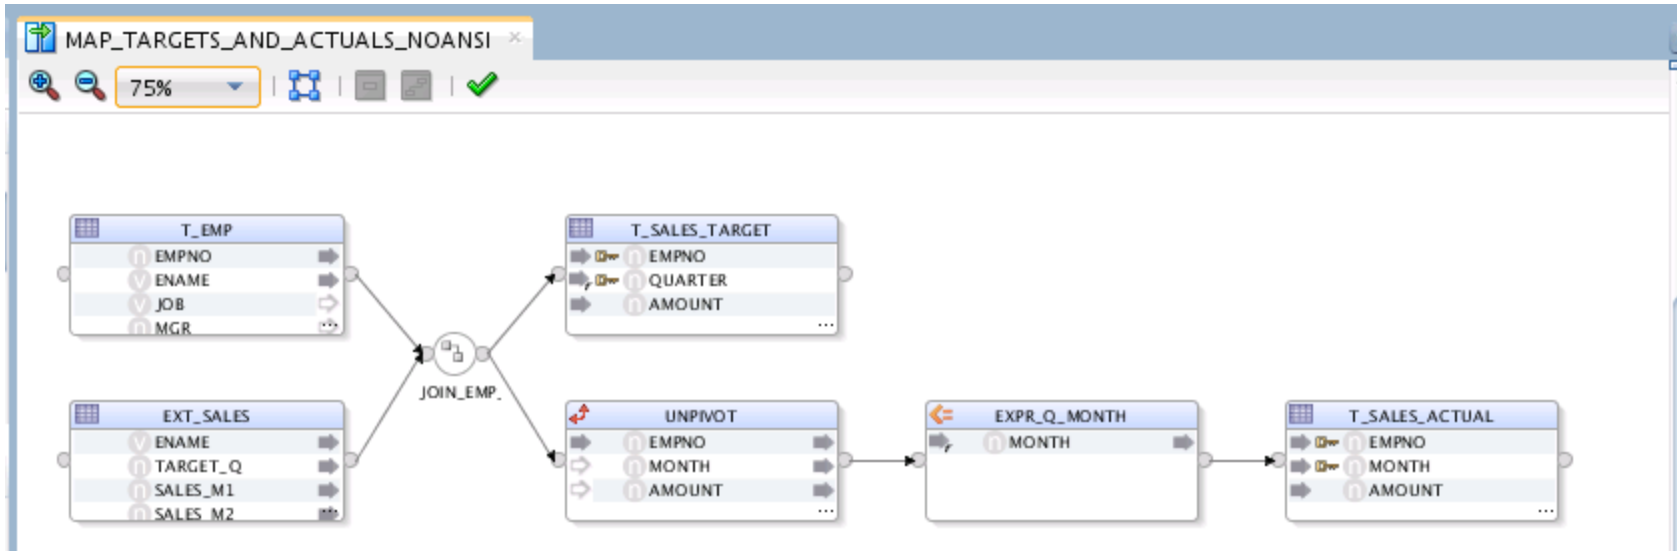 MAP_TARGETS_AND_ACTUALS_NOANSI
75%
T_EMP
EMPNO
ENAME
JOB
MGR
T_SALES_TARGET
EMPNO
QUARTER
AMOUNT
JOIN_EMP_
EXT_SALES
ENAME
TARGET_Q
SALES_M1
SALES_M2
UNPIVOT
EMPNO
MONTH
AMOUNT
EXPR_Q_MONTH
MONTH
T_SALES_ACTUAL
EMPNO
MONTH
AMOUNT